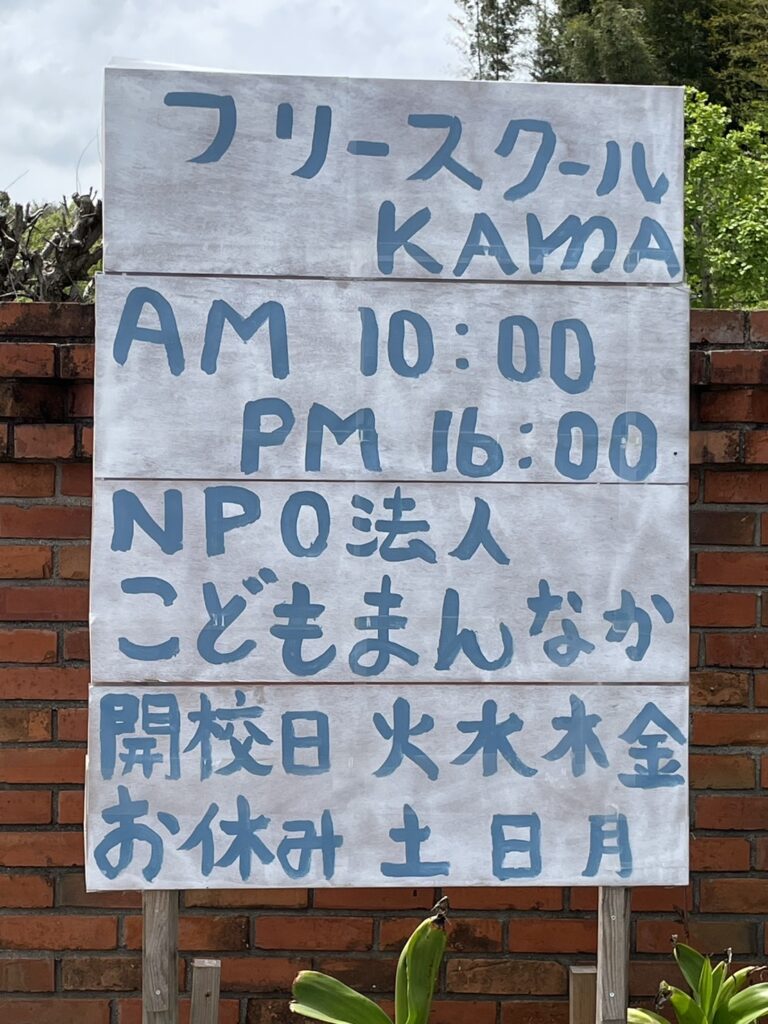 フリースクール
KAMA
AM 10:00
PM 16:00
NPO法人
こどもまんなか
開校日 火水木金
お休み 土 日 月